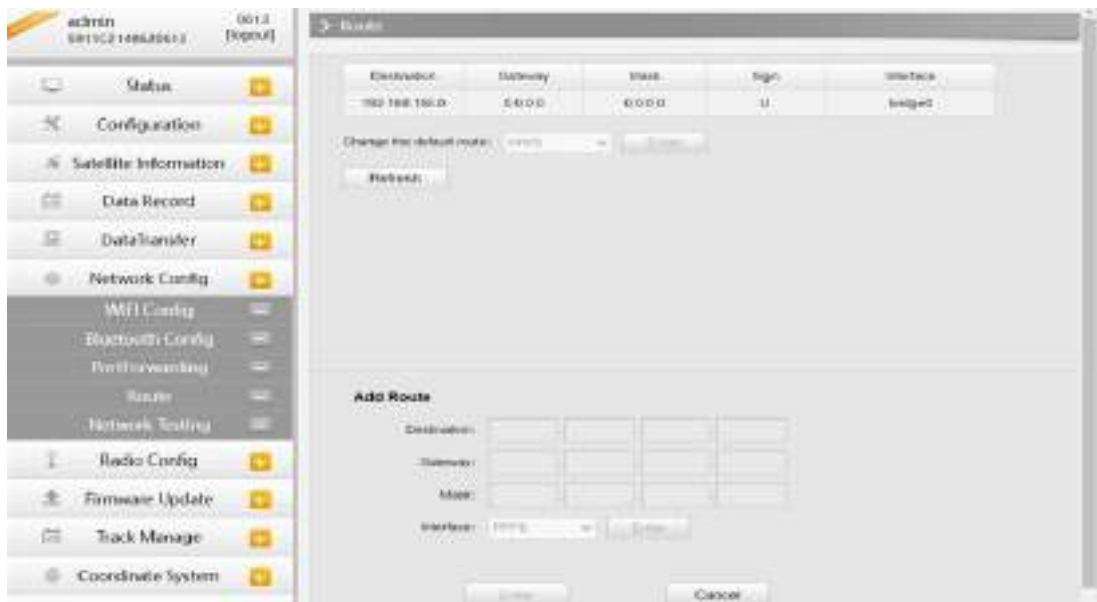 admin
[logout]
Route
Status
Configuration
Satellite Information
Data Record
DataTransfer
Network Config
WIFI Config
Bluetooth Config
PortForwarding
Route
Network Testing
Radio Config
Firmware Update
Track Manage
Coordinate System
Destination Gateway Mask Sign Interface
U
Change the default route:
Refresh
Add Route
Destination:
Gateway:
Mask:
Interface:
Cancel